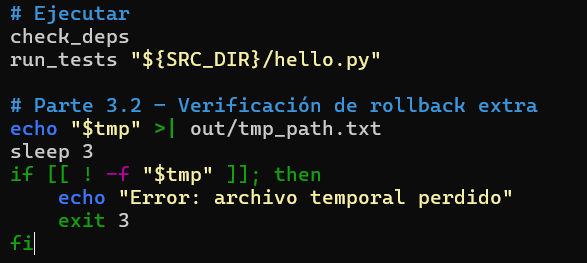 # Ejecutar
check_deps
run_tests "${SRC_DIR}/hello.py"
# Parte 3.2 - Verificación de rollback extra
echo "$tmp" >| out/tmp_path.txt
sleep 3
if [[ ! -f "$tmp" ]]; then
    echo "Error: archivo temporal perdido"
    exit 3
fi